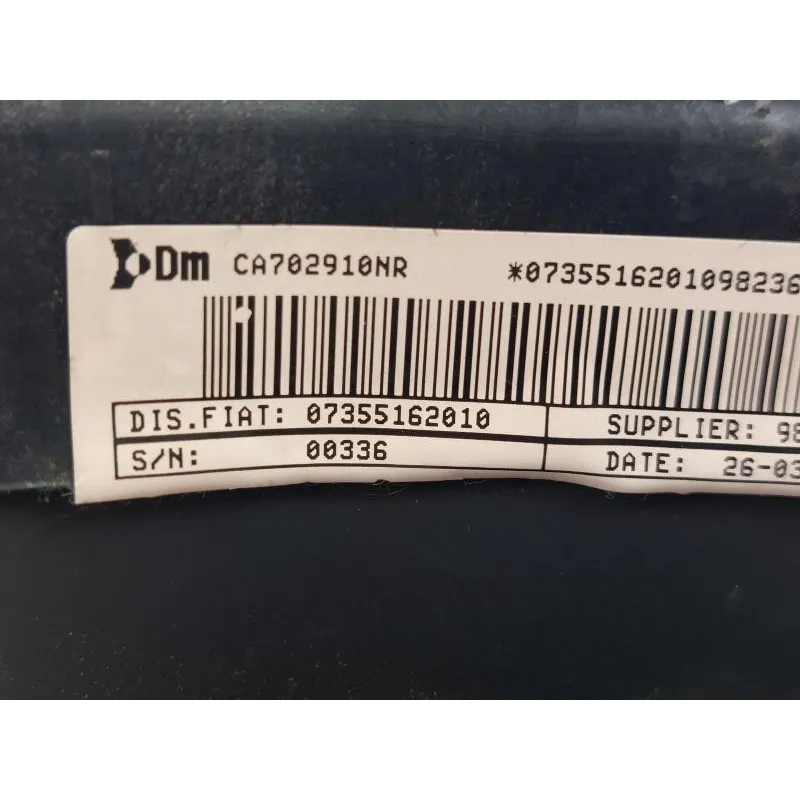 Dm CA702910NR *0735516201098236
DIS.FIAT: 07355162010 SUPPLIER: 98
S/N: 00336 DATE: 26-03